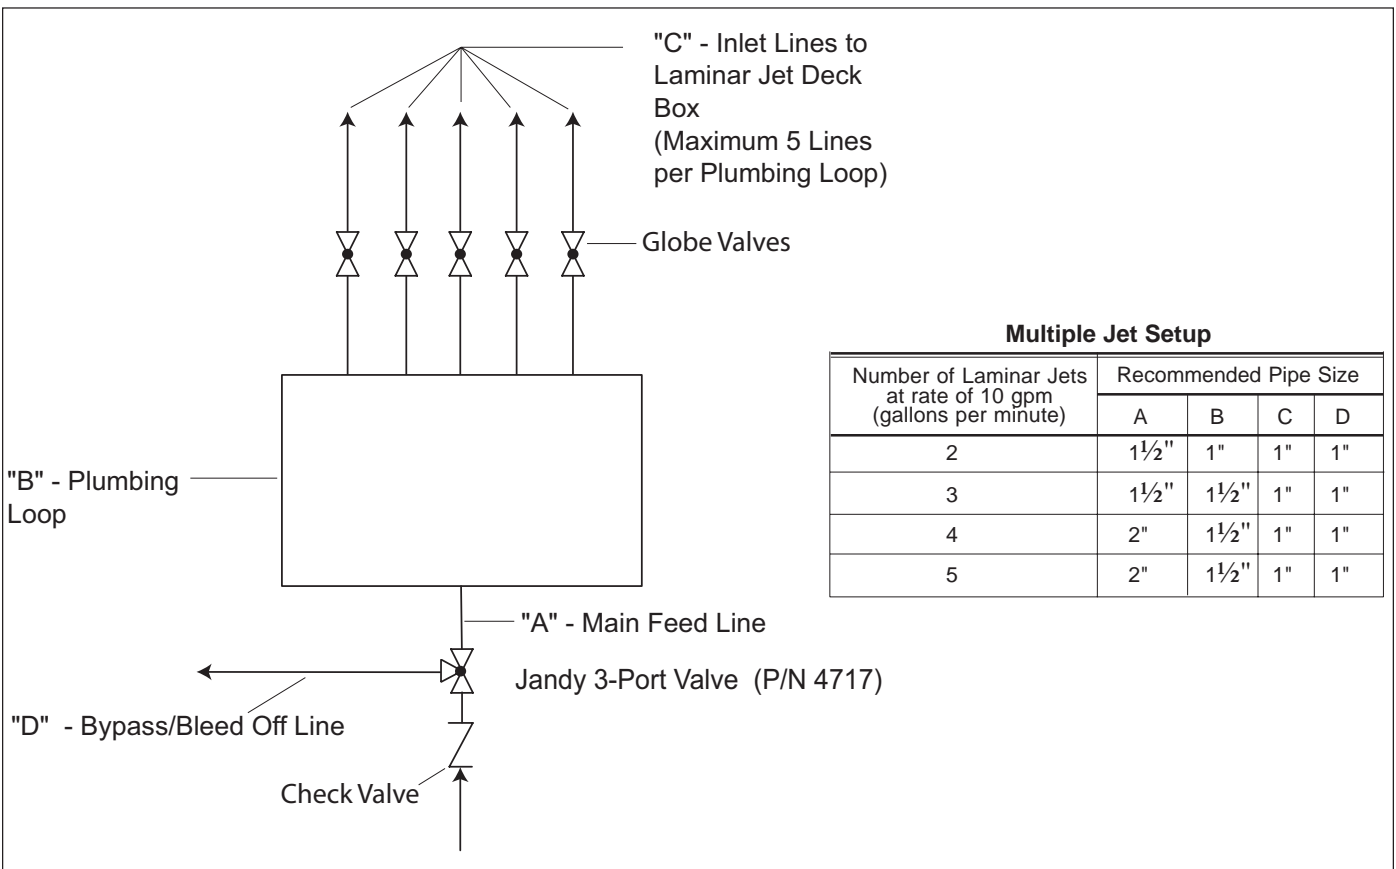 "C" - Inlet Lines to
Laminar Jet Deck
Box
(Maximum 5 Lines
per Plumbing Loop)
Globe Valves
Multiple Jet Setup
Number of Laminar Jets
at rate of 10 gpm
(gallons per minute)
Recommended Pipe Size
A B C D
2 1½" 1" 1" 1"
3 1½" 1½" 1" 1"
4 2" 1½" 1" 1"
5 2" 1½" 1" 1"
"B" - Plumbing
Loop
"A" - Main Feed Line
Jandy 3-Port Valve (P/N 4717)
"D" - Bypass/Bleed Off Line
Check Valve